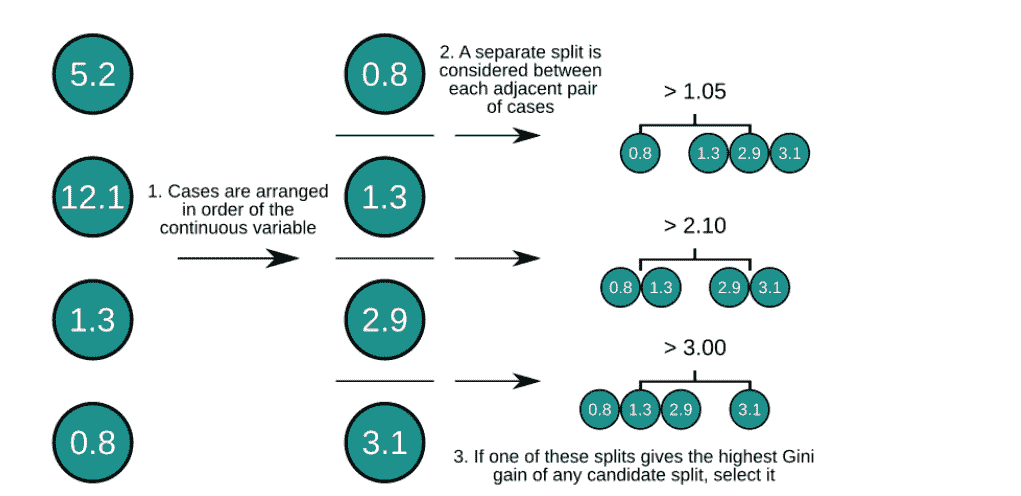 5.2
12.1
1.3
0.8
1. Cases are arranged
in order of the
continuous variable
0.8
1.3
2.9
3.1
2. A separate split is
considered between
each adjacent pair
of cases
> 1.05
0.8 1.3 2.9 3.1
> 2.10
0.8 1.3 2.9 3.1
> 3.00
0.8 1.3 2.9 3.1
3. If one of these splits gives the highest Gini
gain of any candidate split, select it